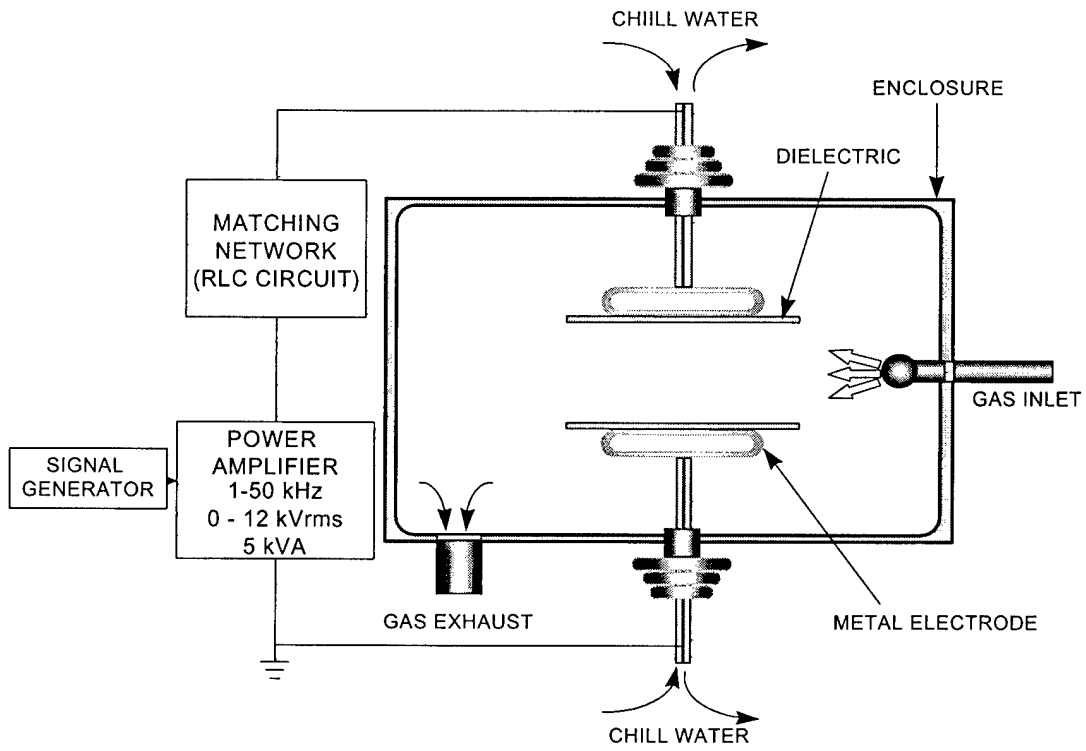 CHIILL WATER
ENCLOSURE
DIELECTRIC
MATCHING
NETWORK
(RLC CIRCUIT)
GAS INLET
POWER
AMPLIFIER
1-50 kHz
0 - 12 kVrms
5 kVA
SIGNAL
GENERATOR
GAS EXHAUST
METAL ELECTRODE
CHILL WATER